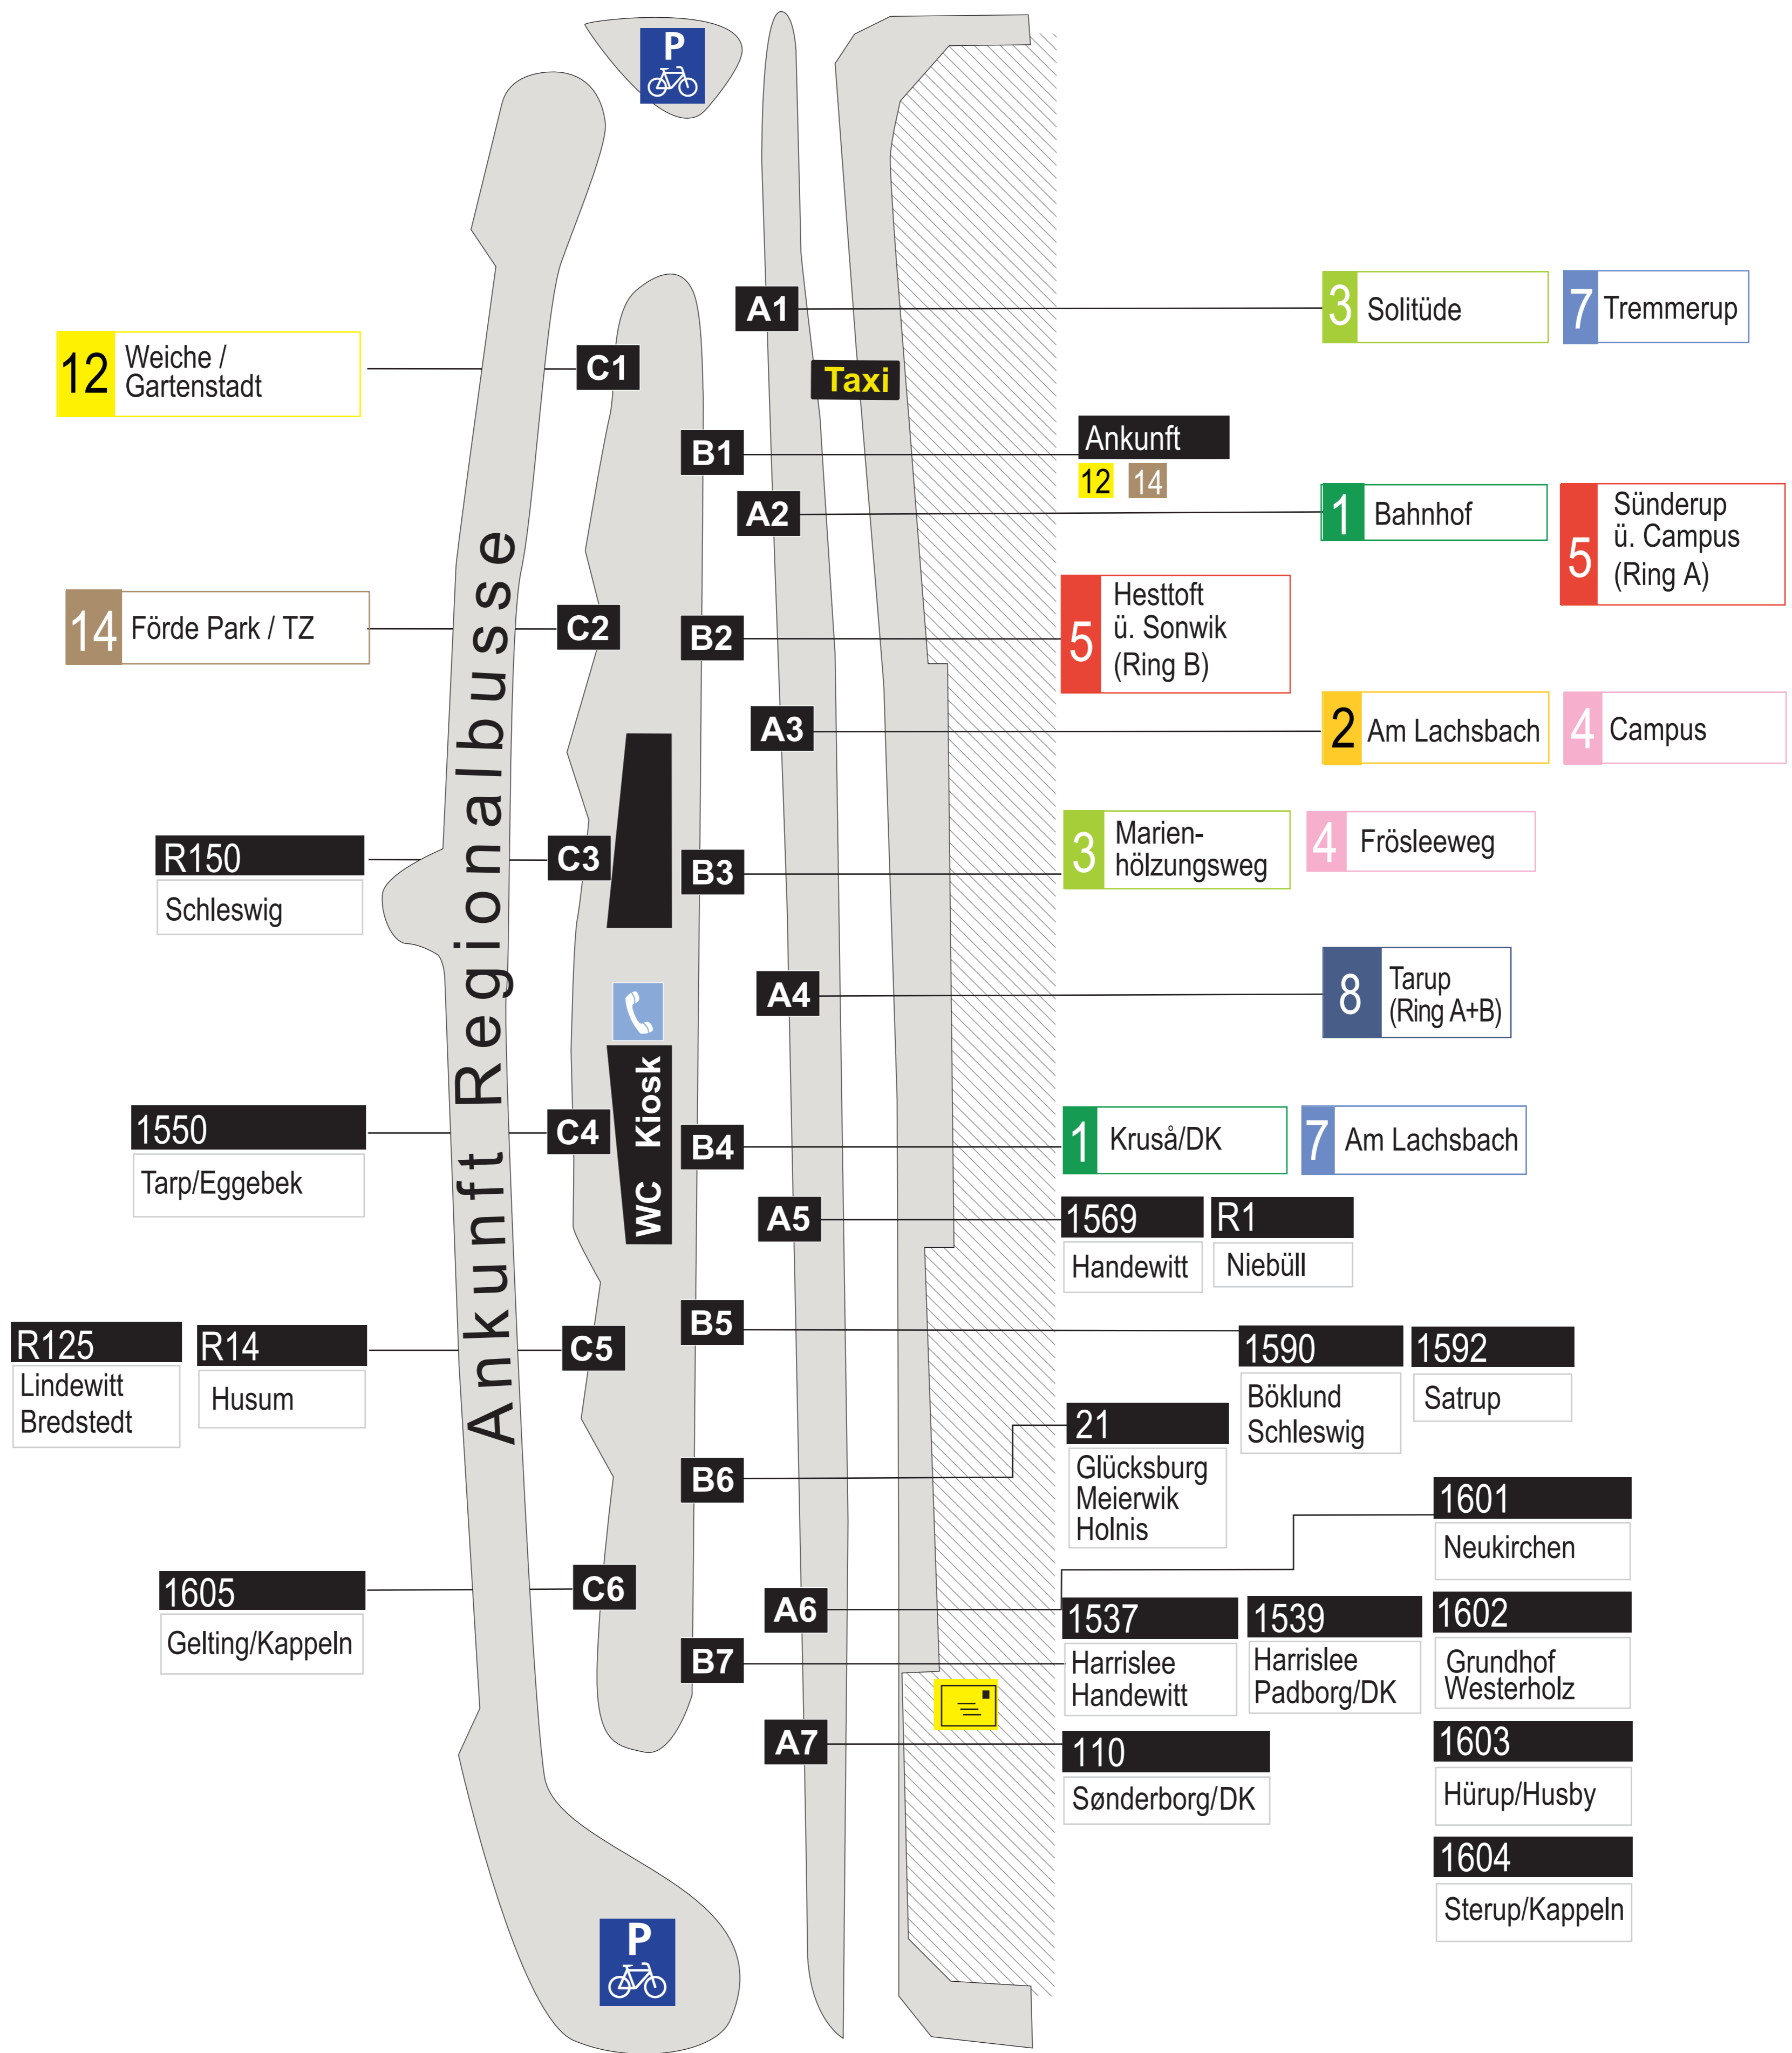 P
A1
3 Solitüde
7 Tremmerup
12 Weiche /
Gartenstadt
C1
Taxi
B1
Ankunft
12 14
A2
1 Bahnhof
5 Sünderup
ü. Campus
(Ring A)
14 Förde Park / TZ
C2
B2
5 Hesttoft
ü. Sonwik
(Ring B)
A3
2 Am Lachsbach
4 Campus
Ankunft Regionalbusse
R150
Schleswig
C3
B3
3 Marien-
hölzungsweg
4 Frösleeweg
A4
8 Tarup
(Ring A+B)
1550
Tarp/Eggebek
C4
WC Kiosk
B4
1 Kruså/DK
7 Am Lachsbach
A5
1569
Handewitt
R1
Niebüll
R125
Lindewitt
Bredstedt
R14
Husum
C5
B5
1590
Böklund
Schleswig
1592
Satrup
B6
21
Glücksburg
Meierwik
Holnis
1605
Gelting/Kappeln
C6
A6
1601
Neukirchen
1602
Grundhof
Westerholz
1603
Hürup/Husby
1604
Sterup/Kappeln
B7
1537
Harrislee
Handewitt
1539
Harrislee
Padborg/DK
A7
110
Sønderborg/DK
P